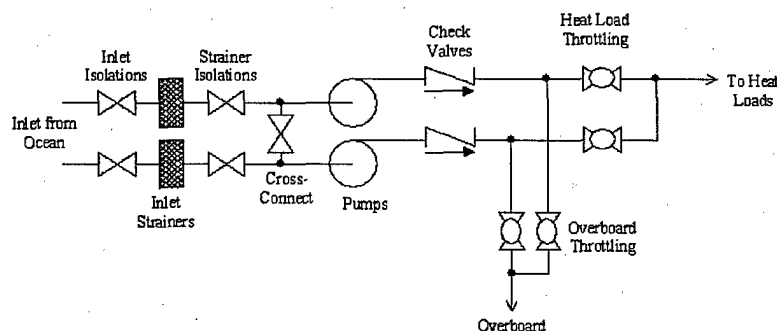 Inlet
Isolations
Strainer
Isolations
Check
Valves
Heat Load
Throttling
To Heat
Loads
Inlet from
Ocean
Inlet
Strainers
Cross-
Connect
Pumps
Overboard
Throttling
Overboard